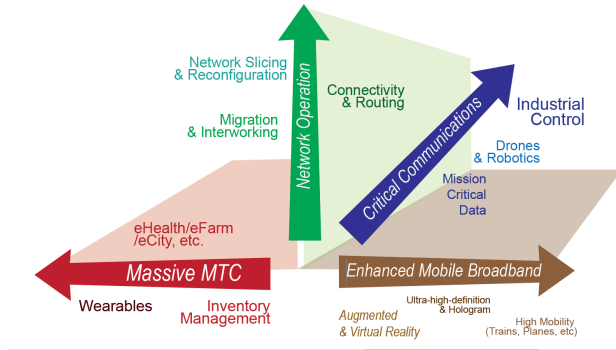 Network Slicing
& Reconfiguration
Migration
& Interworking
Network Operation
Connectivity
& Routing
Critical Communications
Industrial
Control
Drones
& Robotics
Mission
Critical
Data
eHealth/eFarm
/eCity, etc.
Massive MTC
Enhanced Mobile Broadband
Wearables
Inventory
Management
Augmented
& Virtual Reality
Ultra-high-definition
& Hologram
High Mobility
(Trains, Planes, etc)